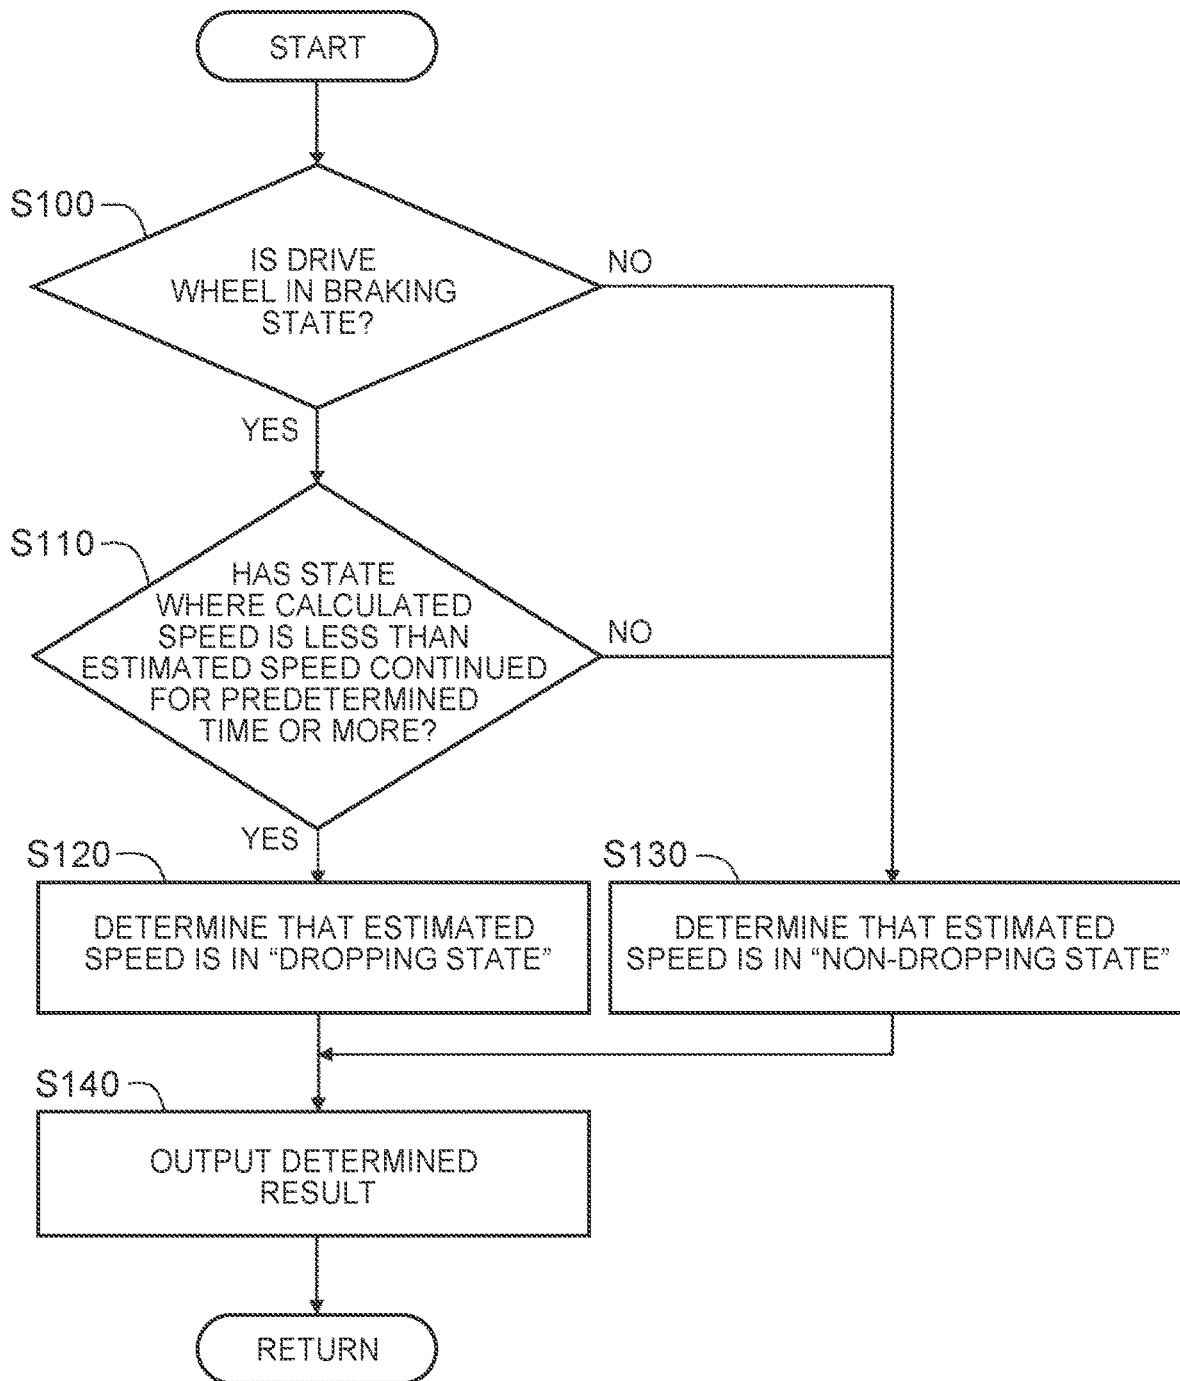 START
S100
IS DRIVE
WHEEL IN BRAKING
STATE?
NO
YES
S110
HAS STATE
WHERE CALCULATED
SPEED IS LESS THAN
ESTIMATED SPEED CONTINUED
FOR PREDETERMINED
TIME OR MORE?
NO
YES
S120
DETERMINE THAT ESTIMATED
SPEED IS IN “DROPPING STATE”
S130
DETERMINE THAT ESTIMATED
SPEED IS IN “NON-DROPPING STATE”
S140
OUTPUT DETERMINED
RESULT
RETURN